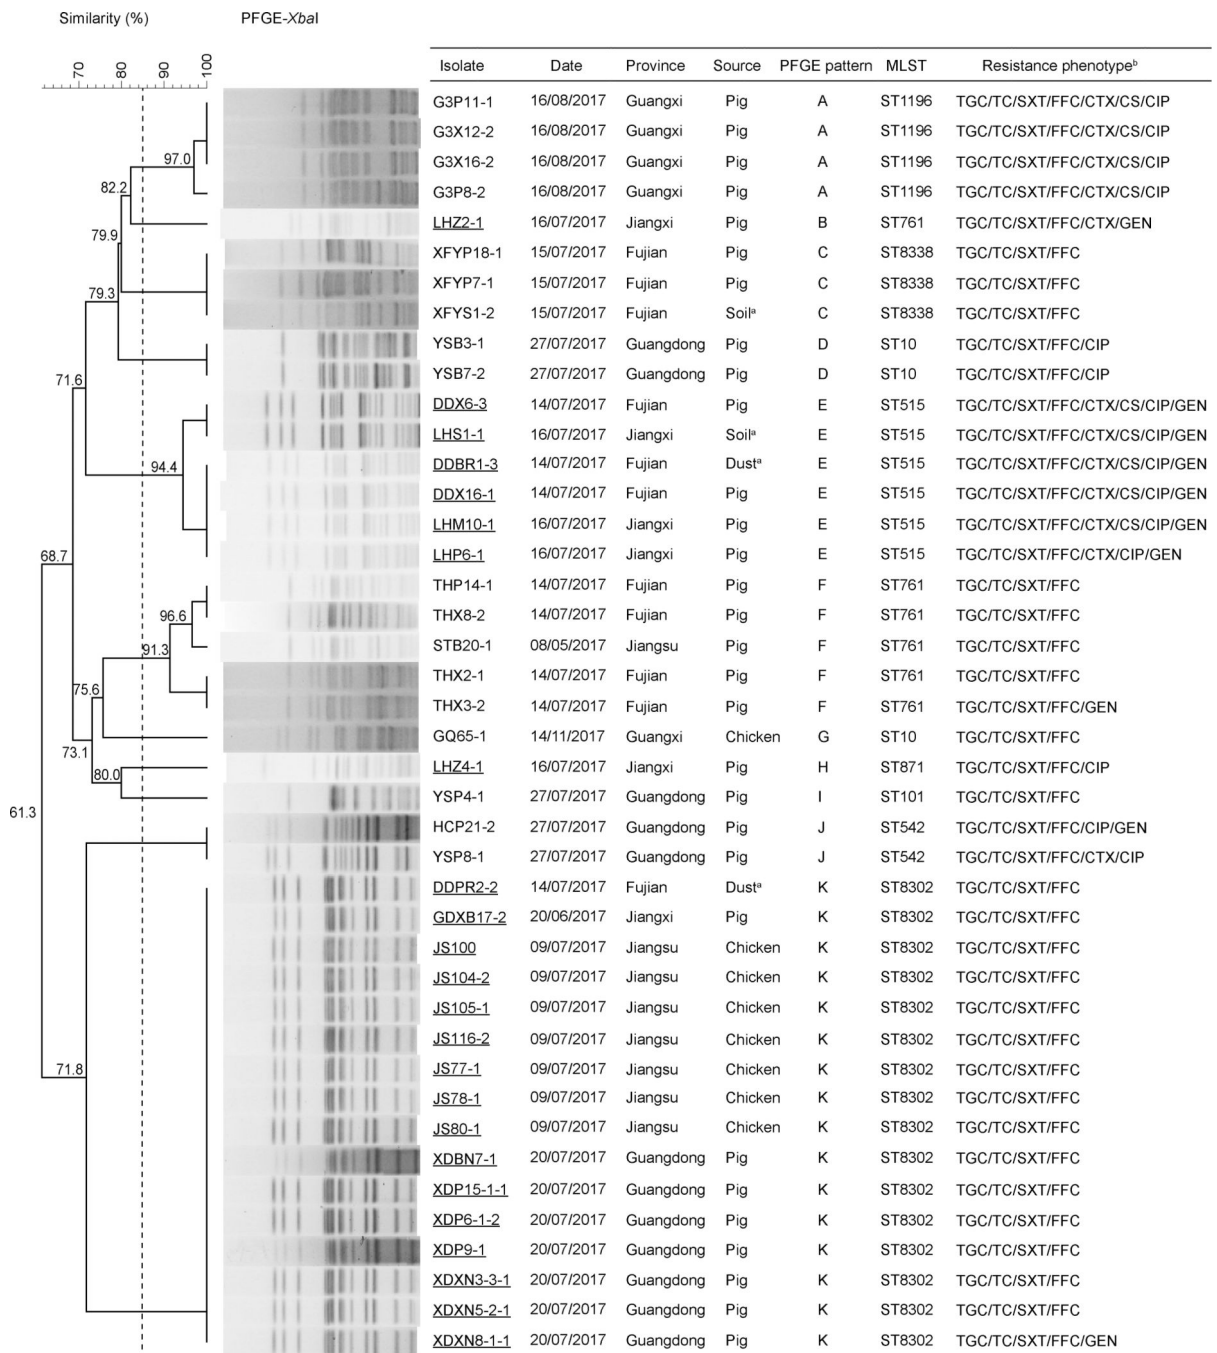 Similarity (%) PFGE-XbaI
70 80 90 100
Isolate Date Province Source PFGE pattern MLST Resistance phenotypeᵇ
G3P11-1 16/08/2017 Guangxi Pig A ST1196 TGC/TC/SXT/FFC/CTX/CS/CIP
G3X12-2 16/08/2017 Guangxi Pig A ST1196 TGC/TC/SXT/FFC/CTX/CS/CIP
97.0 G3X16-2 16/08/2017 Guangxi Pig A ST1196 TGC/TC/SXT/FFC/CTX/CS/CIP
82.2 G3P8-2 16/08/2017 Guangxi Pig A ST1196 TGC/TC/SXT/FFC/CTX/CS/CIP
LHZ2-1 16/07/2017 Jiangxi Pig B ST761 TGC/TC/SXT/FFC/CTX/GEN
79.9 XFYP18-1 15/07/2017 Fujian Pig C ST8338 TGC/TC/SXT/FFC
XFYP7-1 15/07/2017 Fujian Pig C ST8338 TGC/TC/SXT/FFC
79.3 XFYS1-2 15/07/2017 Fujian Soilᵃ C ST8338 TGC/TC/SXT/FFC
YSB3-1 27/07/2017 Guangdong Pig D ST10 TGC/TC/SXT/FFC/CIP
71.6 YSB7-2 27/07/2017 Guangdong Pig D ST10 TGC/TC/SXT/FFC/CIP
DDX6-3 14/07/2017 Fujian Pig E ST515 TGC/TC/SXT/FFC/CTX/CS/CIP/GEN
LHS1-1 16/07/2017 Jiangxi Soilᵃ E ST515 TGC/TC/SXT/FFC/CTX/CS/CIP/GEN
94.4 DDBR1-3 14/07/2017 Fujian Dustᵃ E ST515 TGC/TC/SXT/FFC/CTX/CS/CIP/GEN
DDX16-1 14/07/2017 Fujian Pig E ST515 TGC/TC/SXT/FFC/CTX/CS/CIP/GEN
LHM10-1 16/07/2017 Jiangxi Pig E ST515 TGC/TC/SXT/FFC/CTX/CS/CIP/GEN
68.7 LHP6-1 16/07/2017 Jiangxi Pig E ST515 TGC/TC/SXT/FFC/CTX/CIP/GEN
THP14-1 14/07/2017 Fujian Pig F ST761 TGC/TC/SXT/FFC
96.6 THX8-2 14/07/2017 Fujian Pig F ST761 TGC/TC/SXT/FFC
91.3 STB20-1 08/05/2017 Jiangsu Pig F ST761 TGC/TC/SXT/FFC
THX2-1 14/07/2017 Fujian Pig F ST761 TGC/TC/SXT/FFC
75.6 THX3-2 14/07/2017 Fujian Pig F ST761 TGC/TC/SXT/FFC/GEN
73.1 GQ65-1 14/11/2017 Guangxi Chicken G ST10 TGC/TC/SXT/FFC
80.0 LHZ4-1 16/07/2017 Jiangxi Pig H ST871 TGC/TC/SXT/FFC/CIP
YSP4-1 27/07/2017 Guangdong Pig I ST101 TGC/TC/SXT/FFC
61.3 HCP21-2 27/07/2017 Guangdong Pig J ST542 TGC/TC/SXT/FFC/CIP/GEN
YSP8-1 27/07/2017 Guangdong Pig J ST542 TGC/TC/SXT/FFC/CTX/CIP
DDPR2-2 14/07/2017 Fujian Dustᵃ K ST8302 TGC/TC/SXT/FFC
GDXB17-2 20/06/2017 Jiangxi Pig K ST8302 TGC/TC/SXT/FFC
JS100 09/07/2017 Jiangsu Chicken K ST8302 TGC/TC/SXT/FFC
JS104-2 09/07/2017 Jiangsu Chicken K ST8302 TGC/TC/SXT/FFC
JS105-1 09/07/2017 Jiangsu Chicken K ST8302 TGC/TC/SXT/FFC
JS116-2 09/07/2017 Jiangsu Chicken K ST8302 TGC/TC/SXT/FFC
71.8 JS77-1 09/07/2017 Jiangsu Chicken K ST8302 TGC/TC/SXT/FFC
JS78-1 09/07/2017 Jiangsu Chicken K ST8302 TGC/TC/SXT/FFC
JS80-1 09/07/2017 Jiangsu Chicken K ST8302 TGC/TC/SXT/FFC
XDBN7-1 20/07/2017 Guangdong Pig K ST8302 TGC/TC/SXT/FFC
XDP15-1-1 20/07/2017 Guangdong Pig K ST8302 TGC/TC/SXT/FFC
XDP6-1-2 20/07/2017 Guangdong Pig K ST8302 TGC/TC/SXT/FFC
XDP9-1 20/07/2017 Guangdong Pig K ST8302 TGC/TC/SXT/FFC
XDXN3-3-1 20/07/2017 Guangdong Pig K ST8302 TGC/TC/SXT/FFC
XDXN5-2-1 20/07/2017 Guangdong Pig K ST8302 TGC/TC/SXT/FFC
XDXN8-1-1 20/07/2017 Guangdong Pig K ST8302 TGC/TC/SXT/FFC/GEN